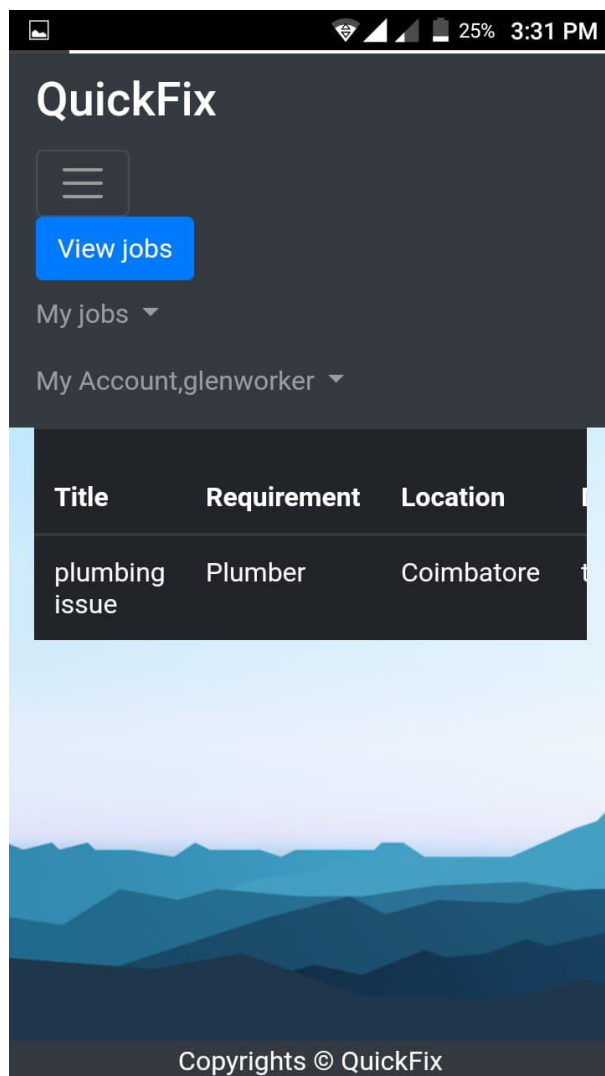 25% 3:31 PM
QuickFix
View jobs
My jobs
My Account,glenworker
Title Requirement Location
plumbing Plumber Coimbatore
issue
Copyrights © QuickFix